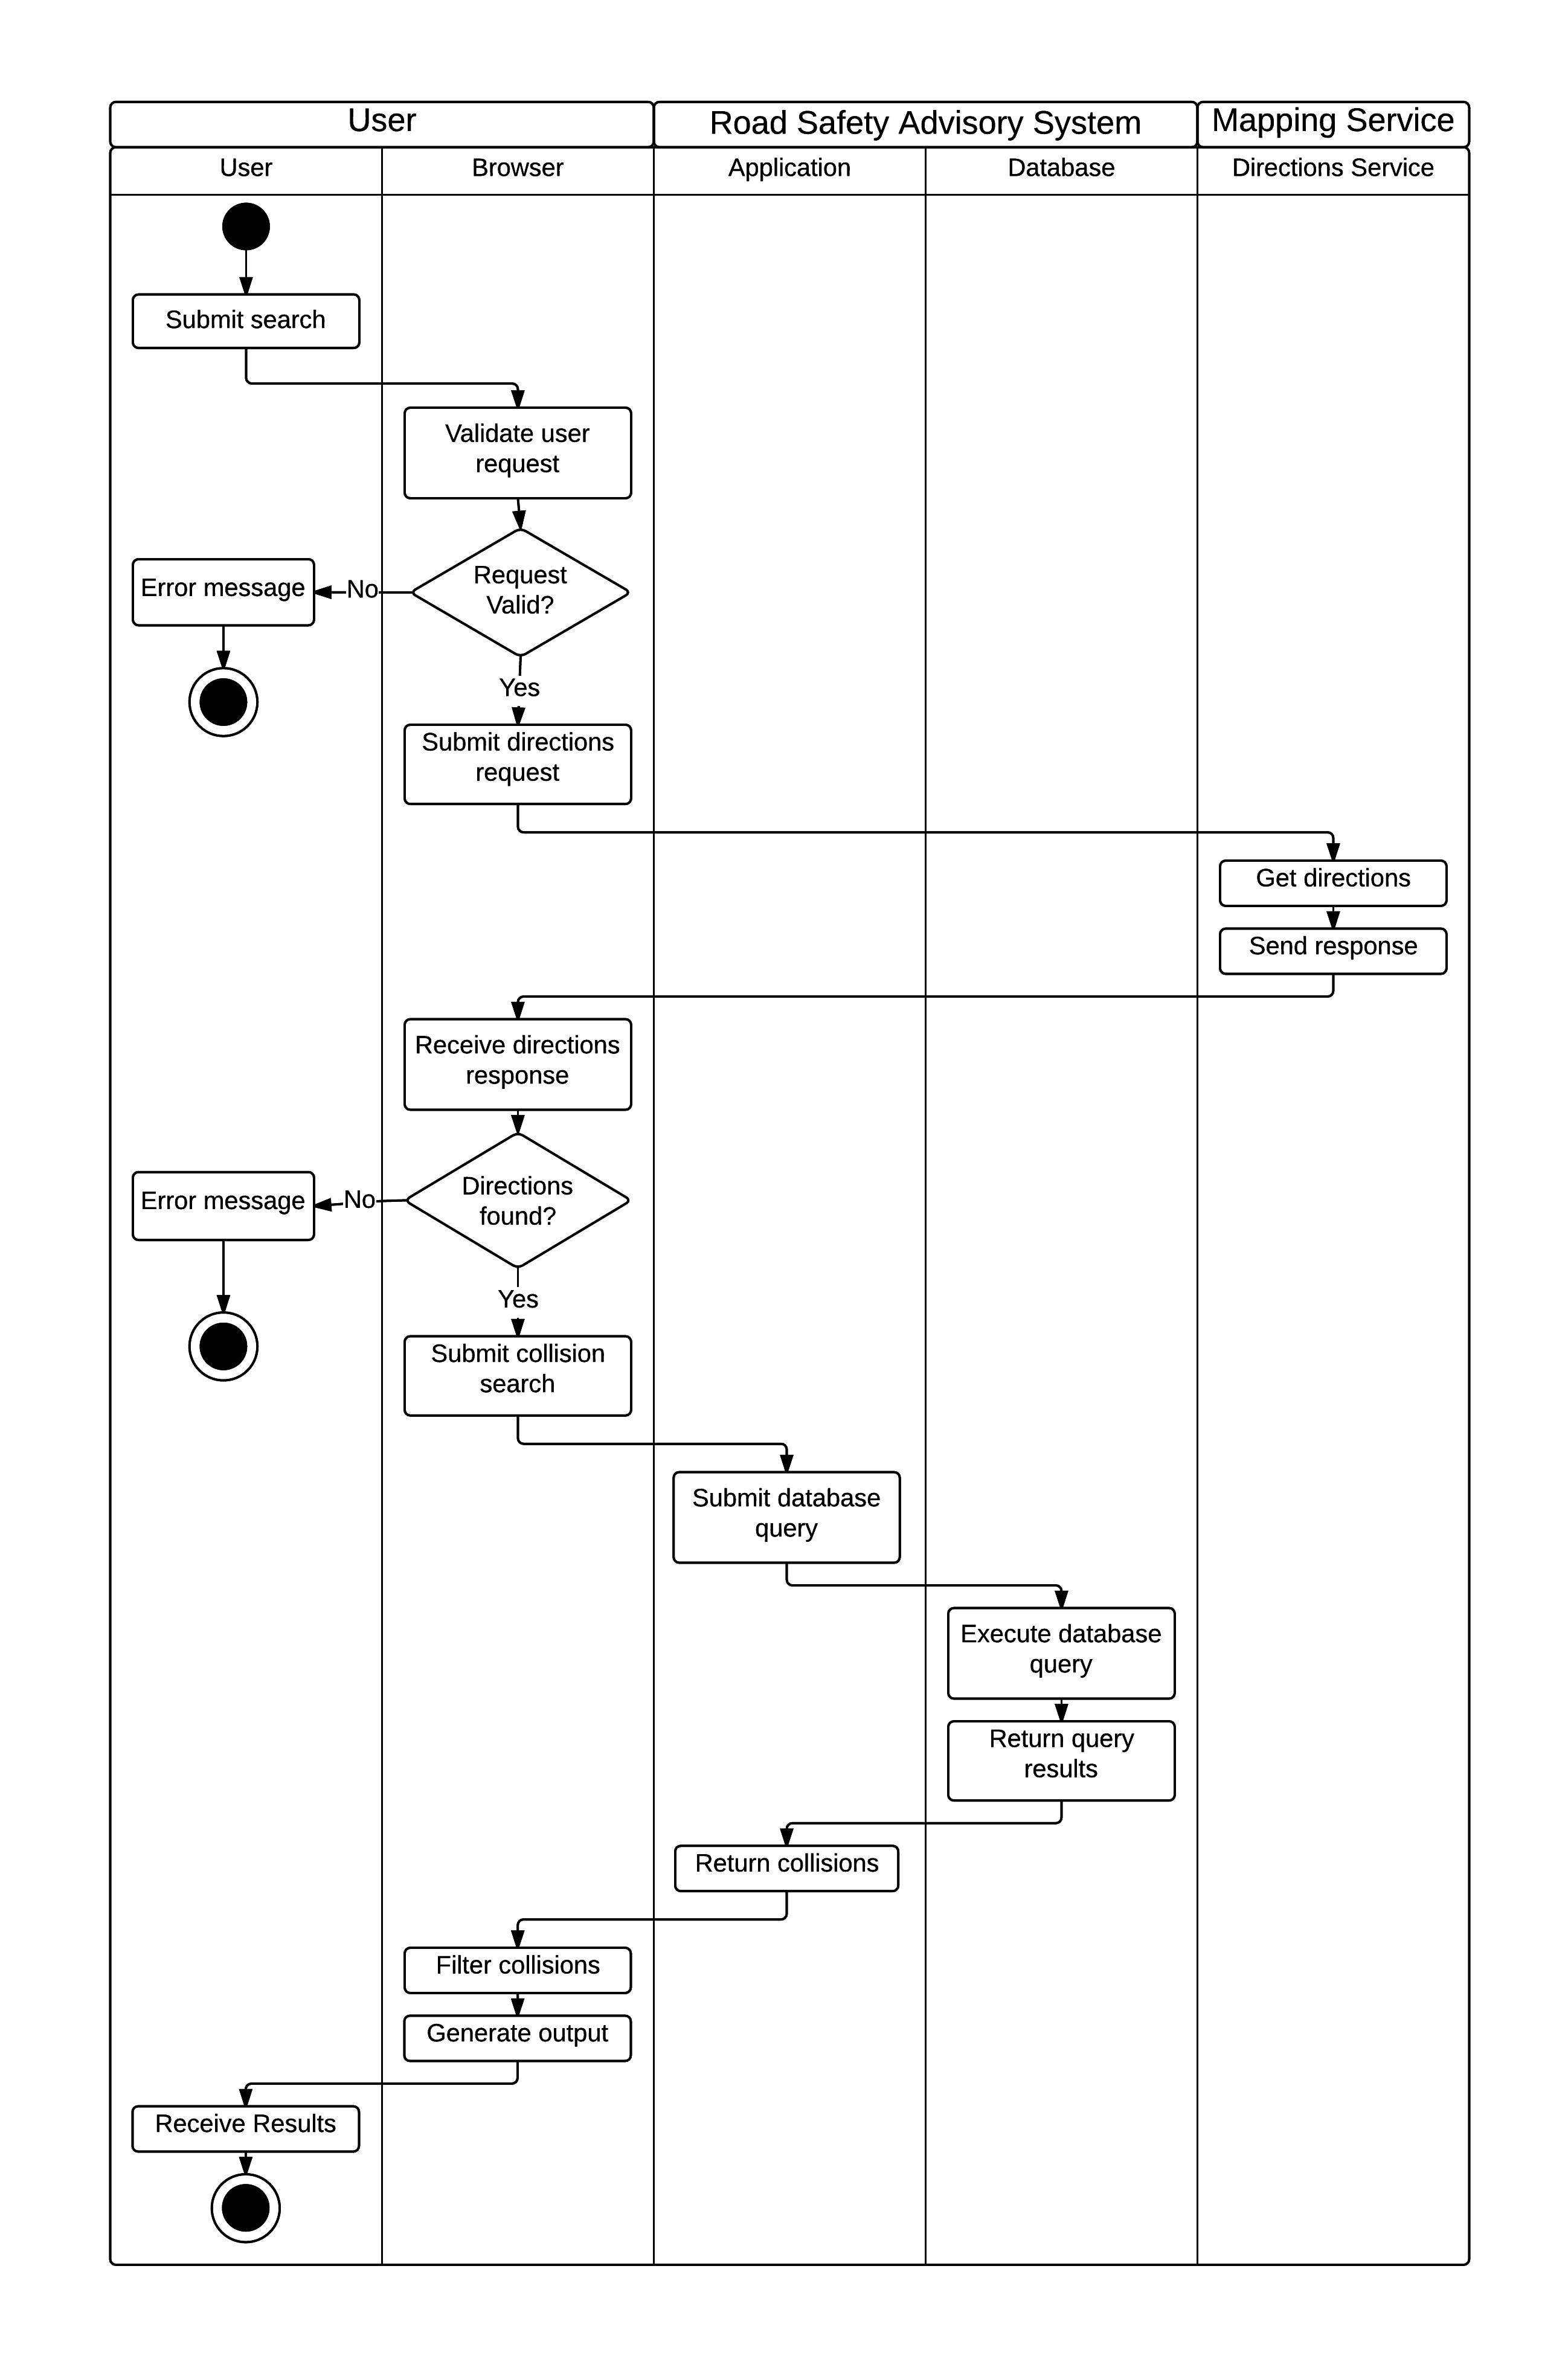 User
Road Safety Advisory System
Mapping Service
User
Browser
Application
Database
Directions Service
Submit search
Validate user
request
Request
Valid?
No
Error message
Yes
Submit directions
request
Get directions
Send response
Receive directions
response
Directions
found?
No
Error message
Yes
Submit collision
search
Submit database
query
Execute database
query
Return query
results
Return collisions
Filter collisions
Generate output
Receive Results